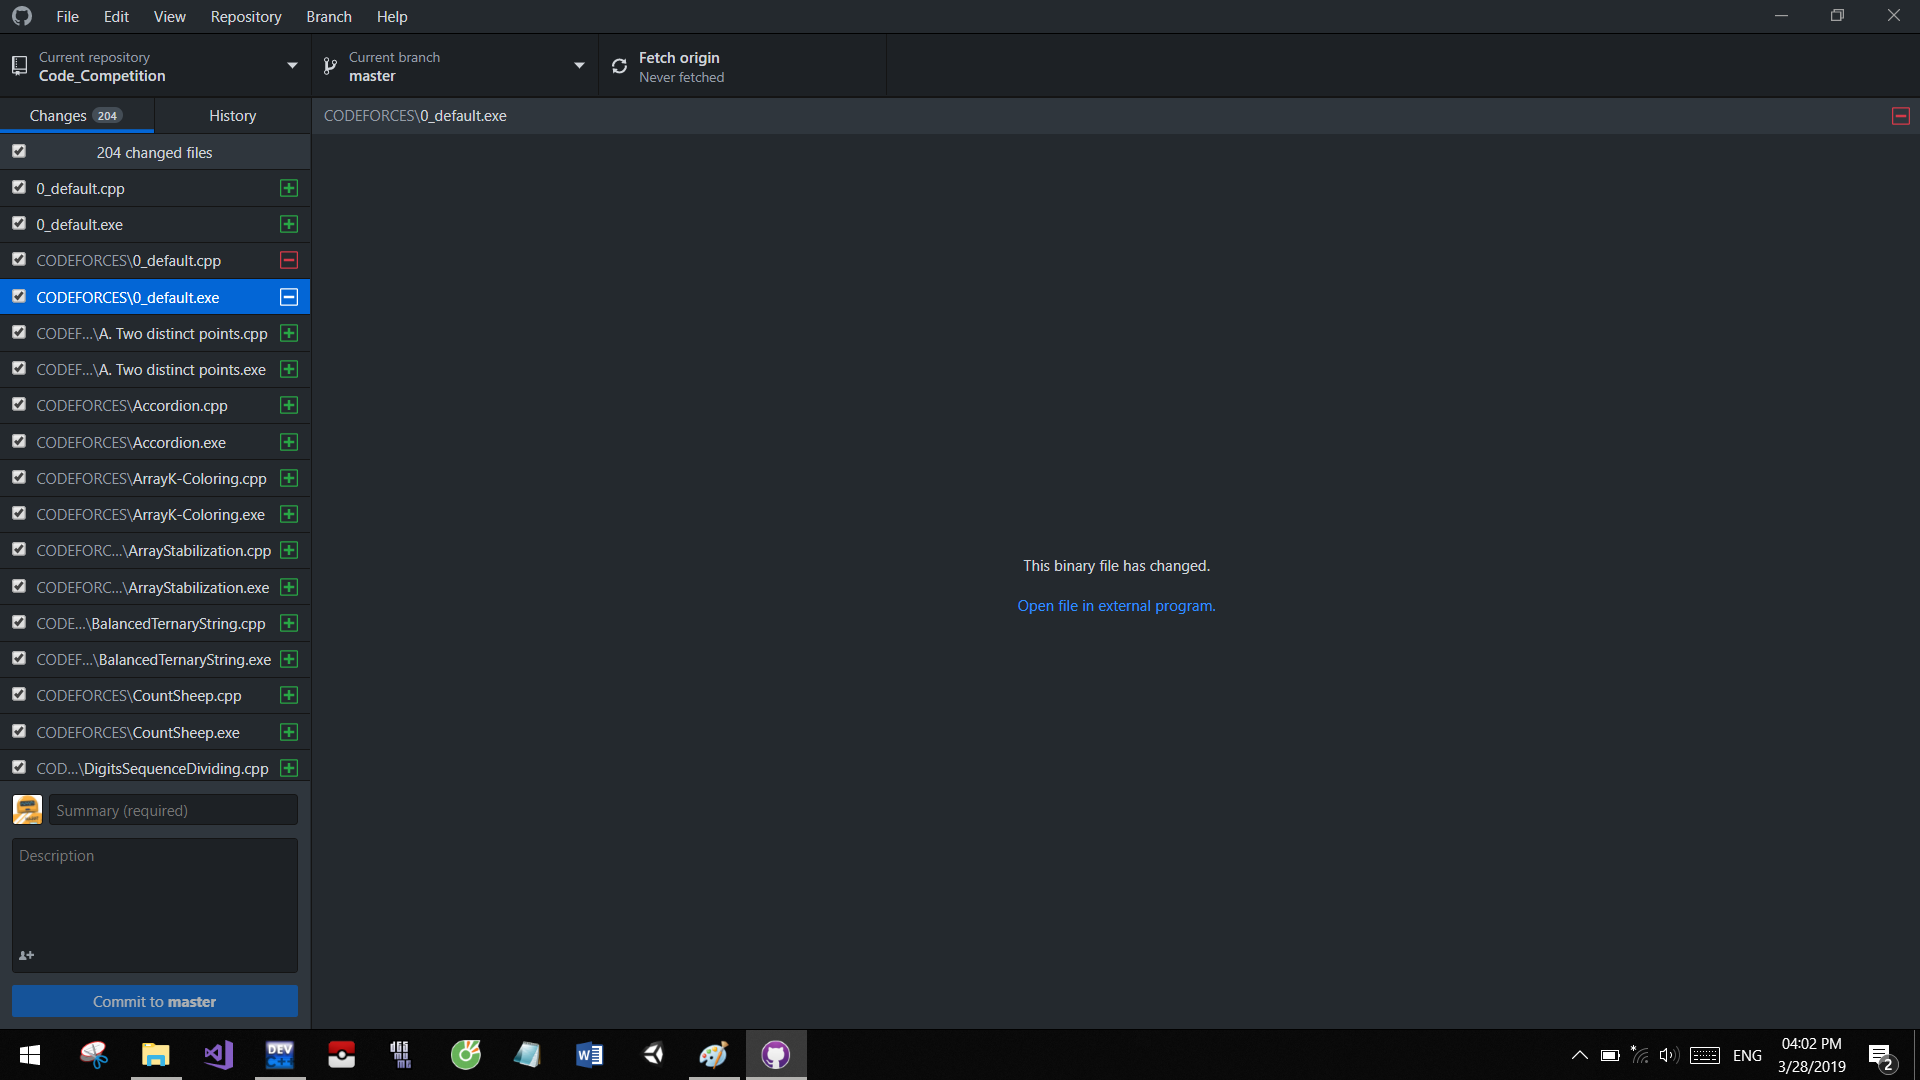 File Edit View Repository Branch Help
Current repository
Code_Competition
Current branch
master
Fetch origin
Never fetched
Changes 204
History
CODEFORCES\0_default.exe
204 changed files
0_default.cpp
0_default.exe
CODEFORCES\0_default.cpp
CODEFORCES\0_default.exe
CODEF...\A. Two distinct points.cpp
CODEF...\A. Two distinct points.exe
CODEFORCES\Accordion.cpp
CODEFORCES\Accordion.exe
CODEFORCES\ArrayK-Coloring.cpp
CODEFORCES\ArrayK-Coloring.exe
CODEFORC...\ArrayStabilization.cpp
CODEFORC...\ArrayStabilization.exe
CODE...\BalancedTernaryString.cpp
CODEF...\BalancedTernaryString.exe
CODEFORCES\CountSheep.cpp
CODEFORCES\CountSheep.exe
COD...\DigitsSequenceDividing.cpp
This binary file has changed.
Open file in external program.
Summary (required)
Description
Commit to master
DEV
ENG
04:02 PM
3/28/2019
2